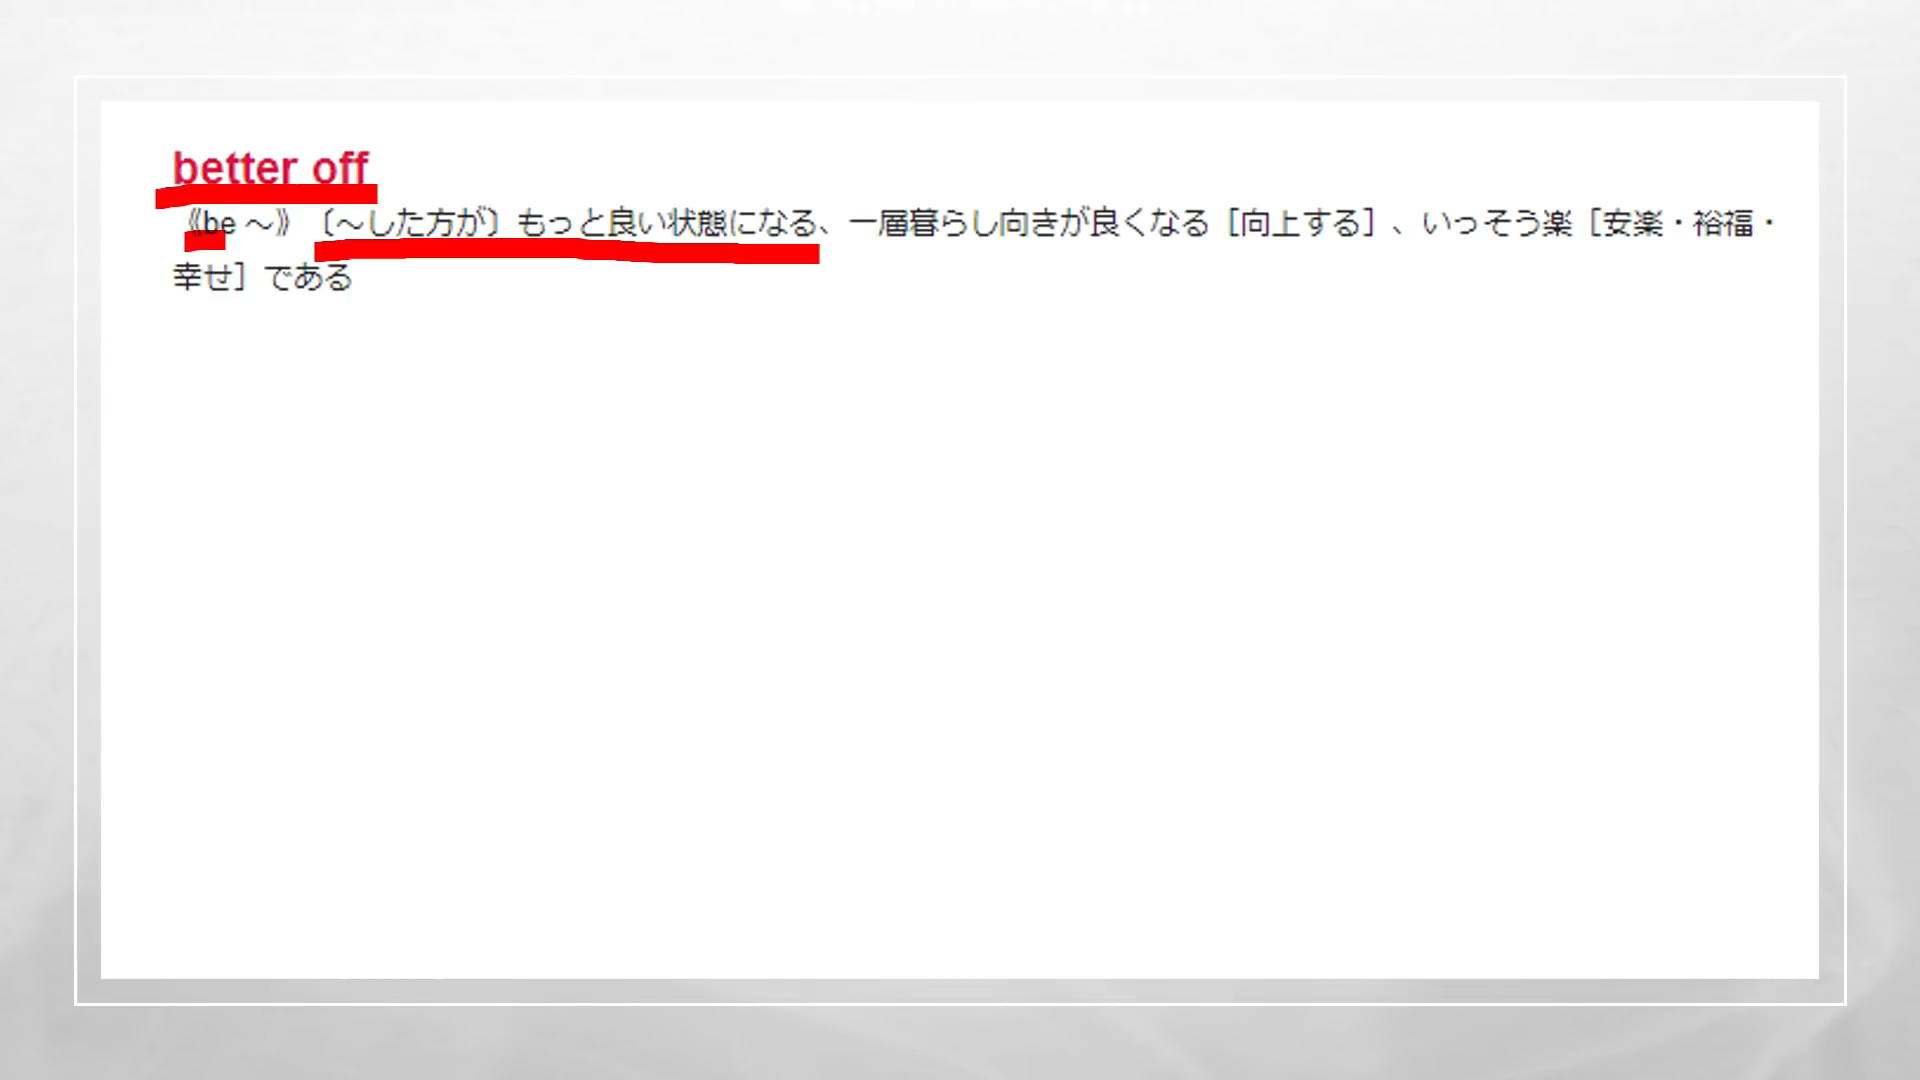 better off
《be ～》〔～した方が〕もっと良い状態になる、一層暮らし向きが良くなる［向上する］、いっそう楽［安楽・裕福・
幸せ］である